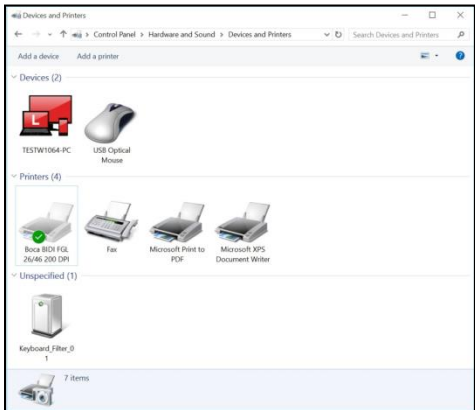 Devices and Printers
Control Panel > Hardware and Sound > Devices and Printers
Search Devices and Printers
Add a device Add a printer
Devices (2)
L
TESTW1064-PC
USB Optical
Mouse
Printers (4)
Boca BIDI FGL
26/46 200 DPI
Fax
Microsoft Print to
PDF
Microsoft XPS
Document Writer
Unspecified (1)
Keyboard_Filter_0
1
7 items